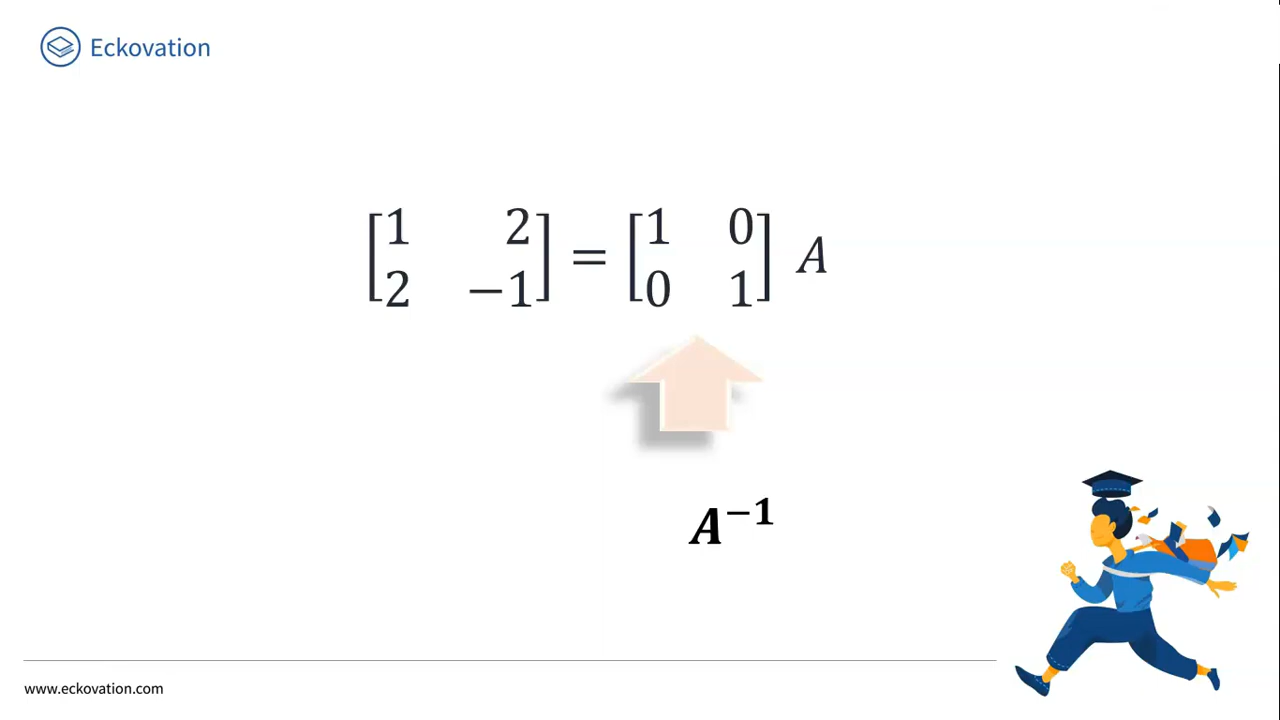 Eckovation
[1 2
2 −1] = [1 0
0 1] A
A⁻¹
www.eckovation.com